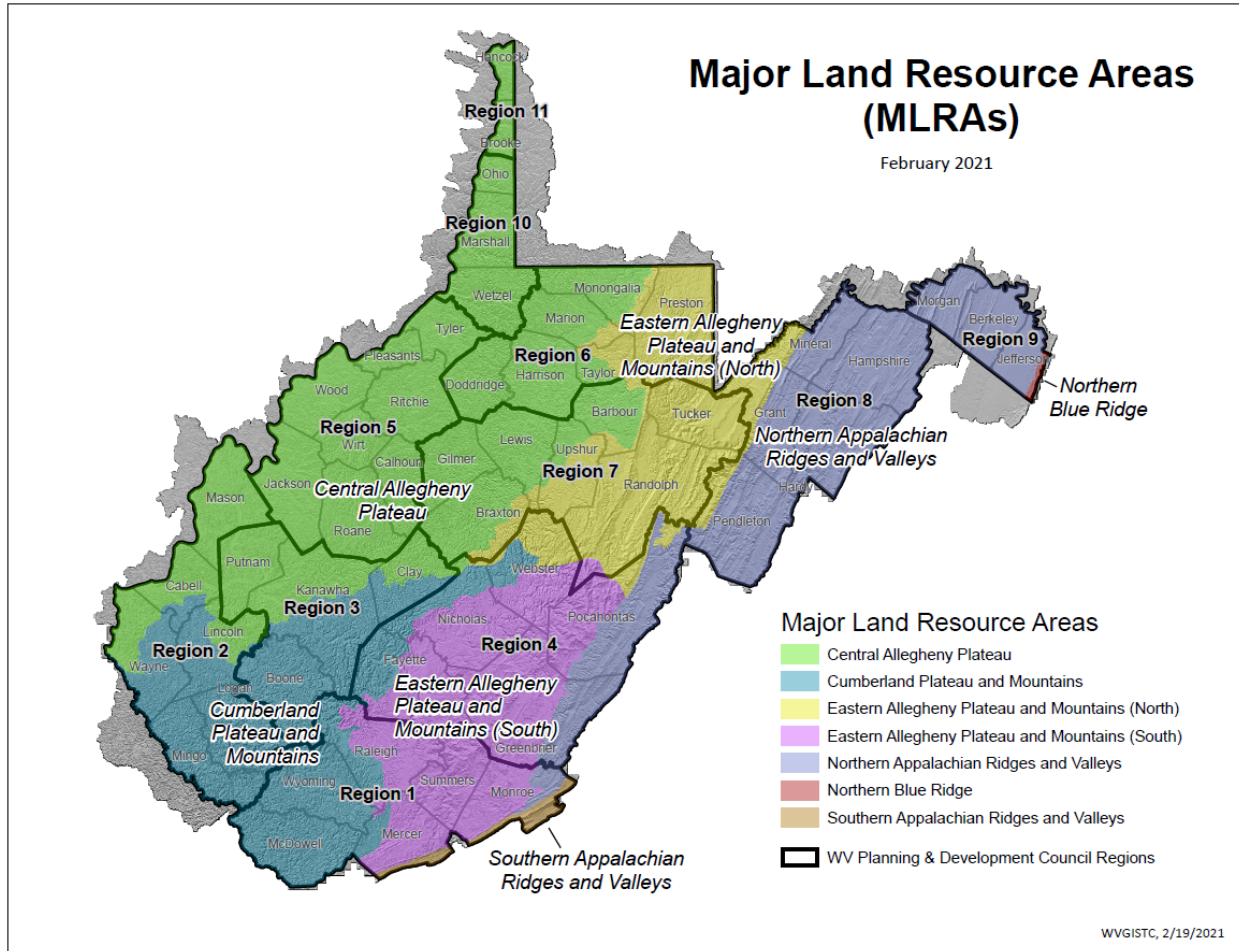 Major Land Resource Areas
(MLRAs)
February 2021
Hancock
Region 11
Brooke
Ohio
Region 10
Marshall
Wetzel
Monongalia
Preston
Marion
Tyler
Pleasants
Eastern Allegheny
Plateau and
Mountains (North)
Region 6
Harrison
Taylor
Doddridge
Wood
Ritchie
Mineral
Hampshire
Morgan
Berkeley
Region 9
Jefferson
Northern
Blue Ridge
Barbour
Tucker
Grant
Region 8
Northern Appalachian
Ridges and Valleys
Region 5
Wirt
Calhoun
Gilmer
Lewis
Upshur
Region 7
Randolph
Hardy
Pendleton
Jackson
Central Allegheny
Plateau
Roane
Braxton
Mason
Putnam
Cabell
Kanawha
Clay
Webster
Region 3
Nicholas
Pocahontas
Region 4
Lincoln
Region 2
Wayne
Boone
Fayette
Logan
Eastern Allegheny
Plateau and
Mountains (South)
Cumberland
Plateau and
Mountains
Mingo
Raleigh
Greenbrier
Wyoming
Summers
Region 1
Monroe
McDowel
Mercer
Southern Appalachian
Ridges and Valleys
Major Land Resource Areas
Central Allegheny Plateau
Cumberland Plateau and Mountains
Eastern Allegheny Plateau and Mountains (North)
Eastern Allegheny Plateau and Mountains (South)
Northern Appalachian Ridges and Valleys
Northern Blue Ridge
Southern Appalachian Ridges and Valleys
WV Planning & Development Council Regions
WVGISTC, 2/19/2021